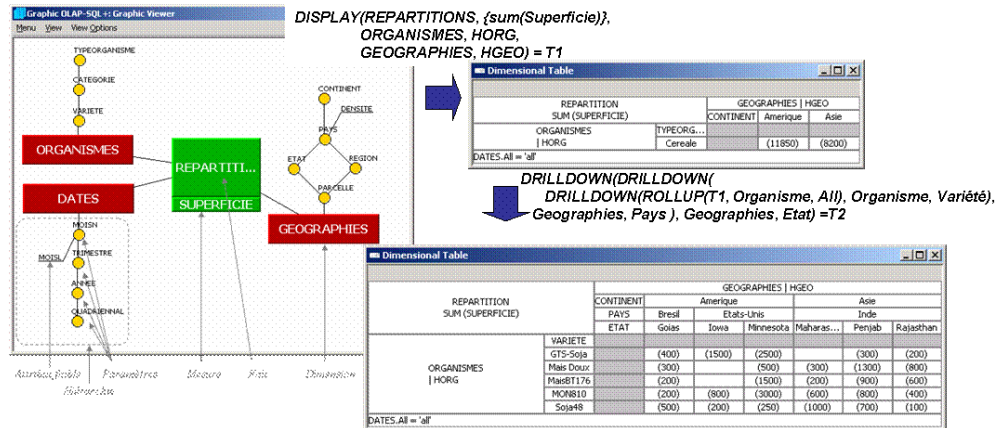 Graphic OLAP-SQL+: Graphic Viewer
Menu View View Options
TYPEORGANISME
CATEGORIE
VARIETE
ORGANISMES
DATES
MOISN
MOISL
TRIMESTRE
ANNEE
QUADRIENNAL
REPARTITI...
SUPERFICIE
CONTINENT
DENSITE
PAYS
ETAT
REGION
PARCELLE
GEOGRAPHIES
Attribut faible
Paramètres
Mesure
Fait
Dimension
Hiérarchie
DISPLAY(REPARTITIONS, {sum(Superficie)},
ORGANISMES, HORG,
GEOGRAPHIES, HGEO) = T1
Dimensional Table
REPARTITION GEOGRAPHIES | HGEO
SUM (SUPERFICIE) CONTINENT Amerique Asie
ORGANISMES TYPEORG...
| HORG Cereale (11850) (8200)
DATES.All = 'all'
DRILLDOWN(DRILLDOWN(
DRILLDOWN(ROLLUP(T1, Organisme, All), Organisme, Variété),
Geographies, Pays ), Geographies, Etat) =T2
Dimensional Table
GEOGRAPHIES | HGEO
REPARTITION CONTINENT Amerique Asie
SUM (SUPERFICIE) PAYS Bresil Etats-Unis Inde
ETAT Goias Iowa Minnesota Maharas... Penjab Rajasthan
VARIETE
GTS-Soja (400) (1500) (2500) (300) (200)
ORGANISMES Mais Doux (300) (500) (300) (1300) (800)
| HORG MaisBT176 (200) (1500) (200) (900) (600)
MON810 (200) (800) (3000) (600) (800) (400)
Soja48 (500) (200) (250) (1000) (700) (100)
DATES.All = 'all'